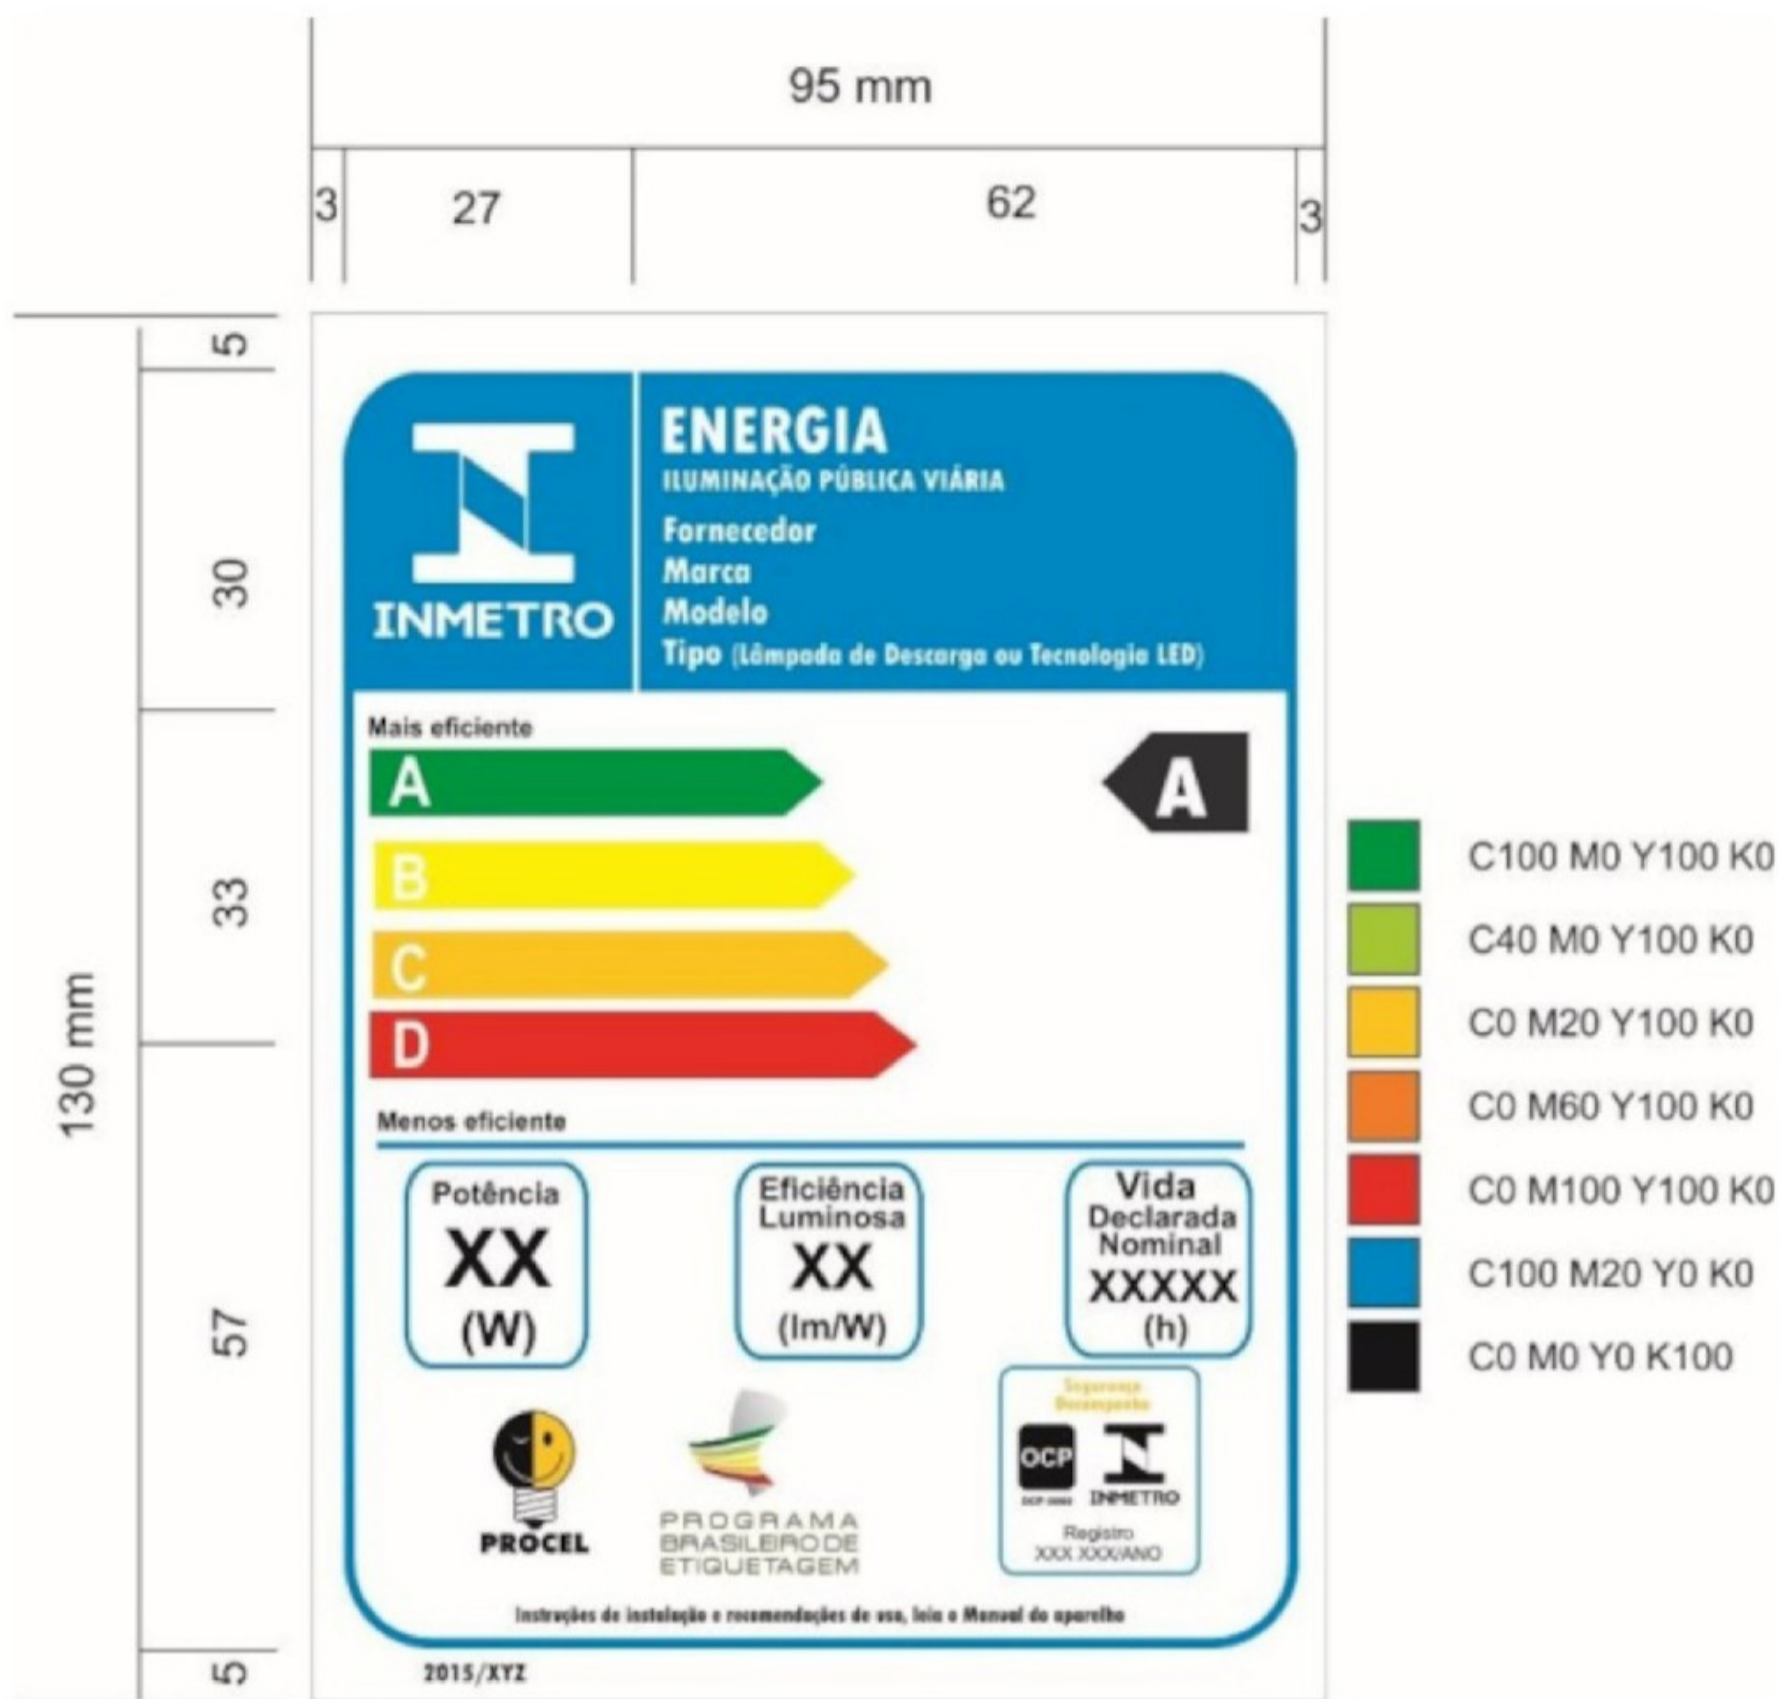 95 mm
3
27
62
3
5
30
33
57
5
130 mm
INMETRO
ENERGIA
ILUMINAÇÃO PÚBLICA VIÁRIA
Fornecedor
Marca
Modelo
Tipo (Lâmpada de Descarga ou Tecnologia LED)
Mais eficiente
A
A
B
C
D
Menos eficiente
Potência
XX
(W)
Eficiência
Luminosa
XX
(lm/W)
Vida
Declarada
Nominal
XXXXX
(h)
PROCEL
PROGRAMA
BRASILEIRO DE
ETIQUETAGEM
Segurança
Desempenho
OCP
INMETRO
Registro
XXX XXX/ANO
Instruções de instalação e recomendações de uso, leia o Manual do aparelho
2015/XYZ
C100 M0 Y100 K0
C40 M0 Y100 K0
C0 M20 Y100 K0
C0 M60 Y100 K0
C0 M100 Y100 K0
C100 M20 Y0 K0
C0 M0 Y0 K100